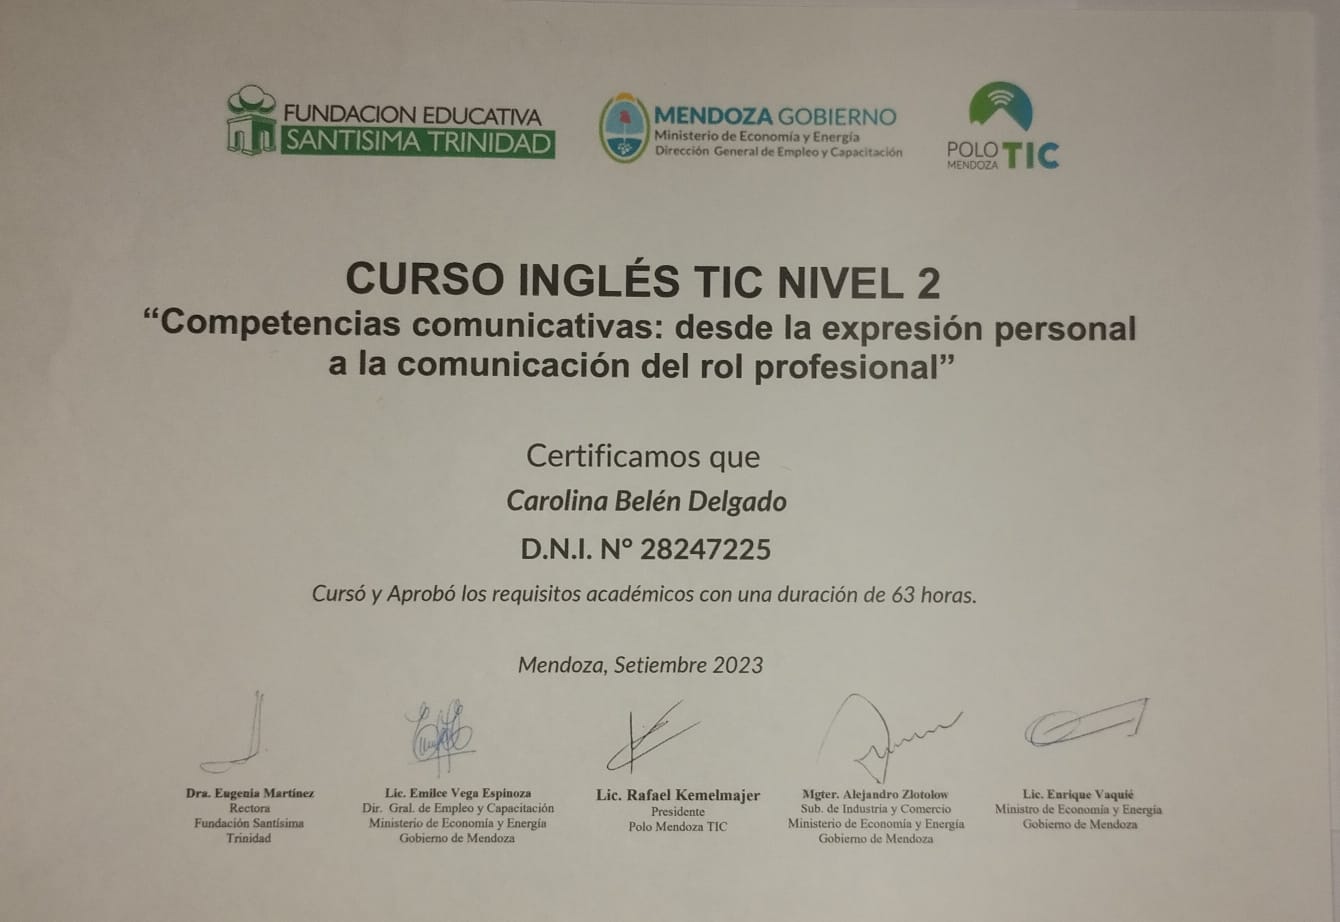 FUNDACION EDUCATIVA
SANTISIMA TRINIDAD
MENDOZA GOBIERNO
Ministerio de Economía y Energía
Dirección General de Empleo y Capacitación
POLO
MENDOZA
TIC
CURSO INGLÉS TIC NIVEL 2
“Competencias comunicativas: desde la expresión personal
a la comunicación del rol profesional”
Certificamos que
Carolina Belén Delgado
D.N.I. Nº 28247225
Cursó y Aprobó los requisitos académicos con una duración de 63 horas.
Mendoza, Setiembre 2023
Dra. Eugenia Martínez
Rectora
Fundación Santísima
Trinidad
Lic. Emilce Vega Espinoza
Dir. Gral. de Empleo y Capacitación
Ministerio de Economía y Energía
Gobierno de Mendoza
Lic. Rafael Kemelmajer
Presidente
Polo Mendoza TIC
Mgter. Alejandro Zlotolow
Sub. de Industria y Comercio
Ministerio de Economía y Energía
Gobierno de Mendoza
Lic. Enrique Vaquié
Ministro de Economía y Energía
Gobierno de Mendoza